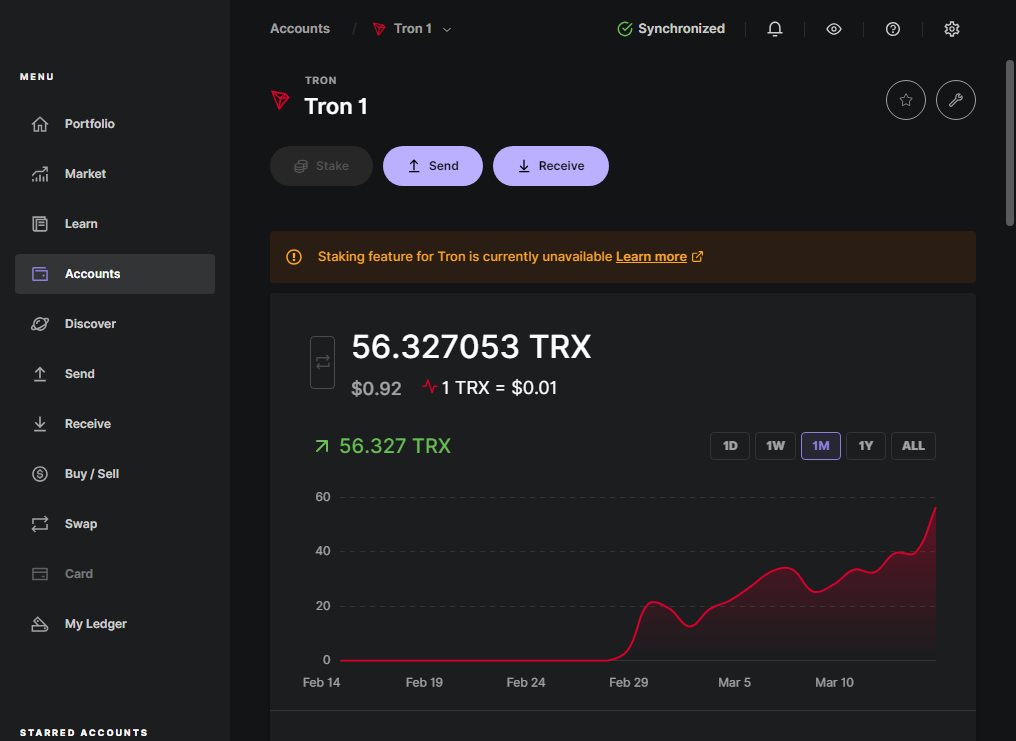 Accounts / Tron 1
Synchronized
MENU
Portfolio
Market
Learn
Accounts
Discover
Send
Receive
Buy / Sell
Swap
Card
My Ledger
STARRED ACCOUNTS
TRON
Tron 1
Stake
Send
Receive
Staking feature for Tron is currently unavailable Learn more
56.327053 TRX
$0.92 1 TRX = $0.01
56.327 TRX
1D 1W 1M 1Y ALL
60
40
20
0
Feb 14 Feb 19 Feb 24 Feb 29 Mar 5 Mar 10